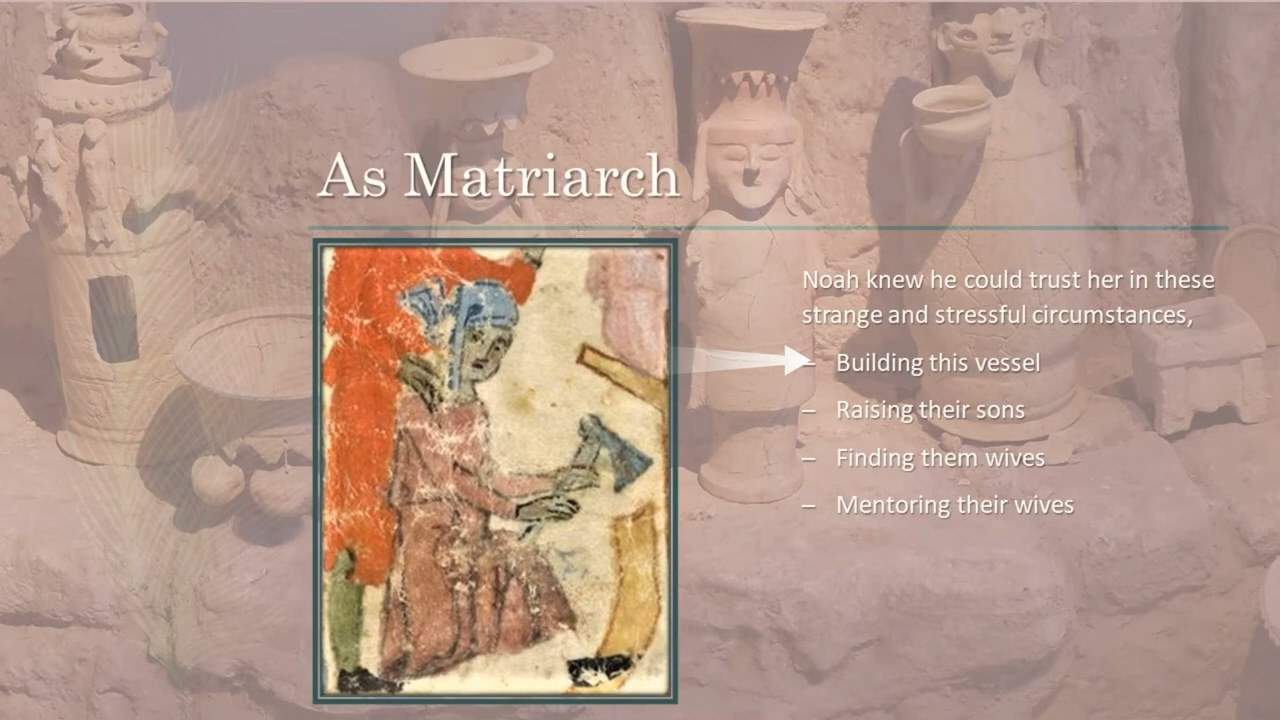 As Matriarch
Noah knew he could trust her in these
strange and stressful circumstances,
– Building this vessel
– Raising their sons
– Finding them wives
– Mentoring their wives